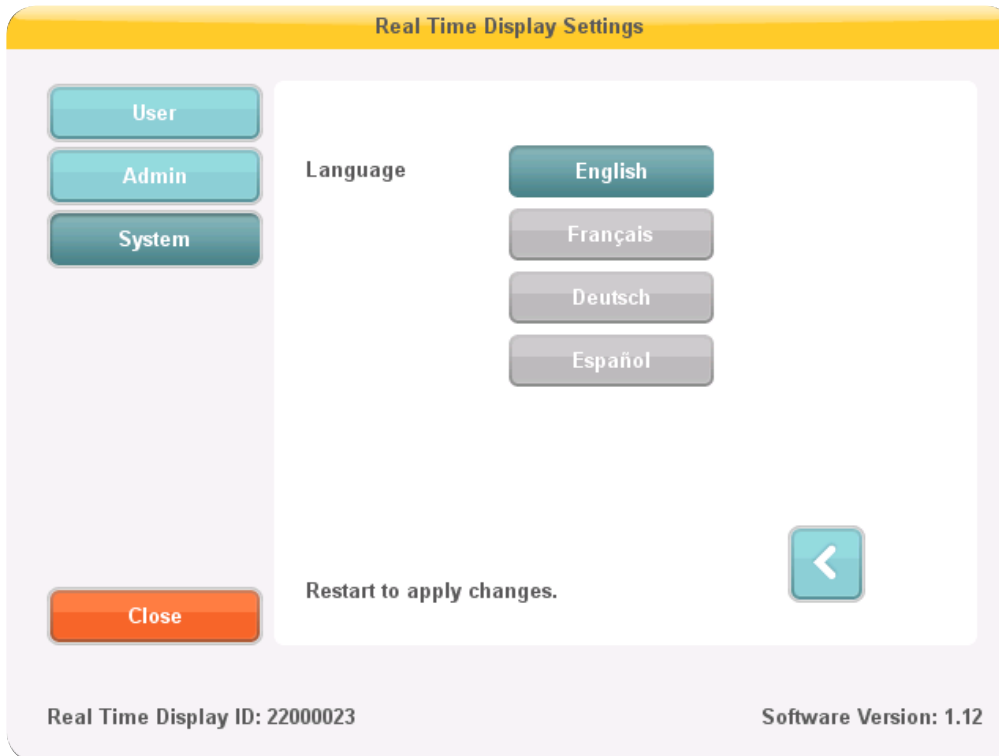 Real Time Display Settings
User
Admin
System
Language
English
Français
Deutsch
Español
Restart to apply changes.
Close
Real Time Display ID: 22000023
Software Version: 1.12